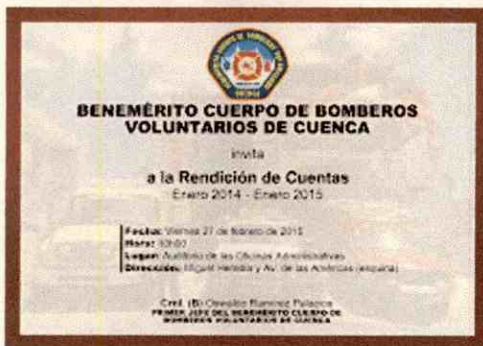 BENEMÉRITO CUERPO DE BOMBEROS
VOLUNTARIOS DE CUENCA
invita
a la Rendición de Cuentas
Enero 2014 - Enero 2015
Fecha: Viernes 27 de febrero de 2015
Hora: 10h00
Lugar: Auditorio de las Oficinas Administrativas
Dirección: Miguel Heredia y Av. de las Américas (esquina)
Crnl. (B) Oswaldo Ramírez Palacios
PRIMER JEFE DEL BENEMÉRITO CUERPO DE
BOMBEROS VOLUNTARIOS DE CUENCA